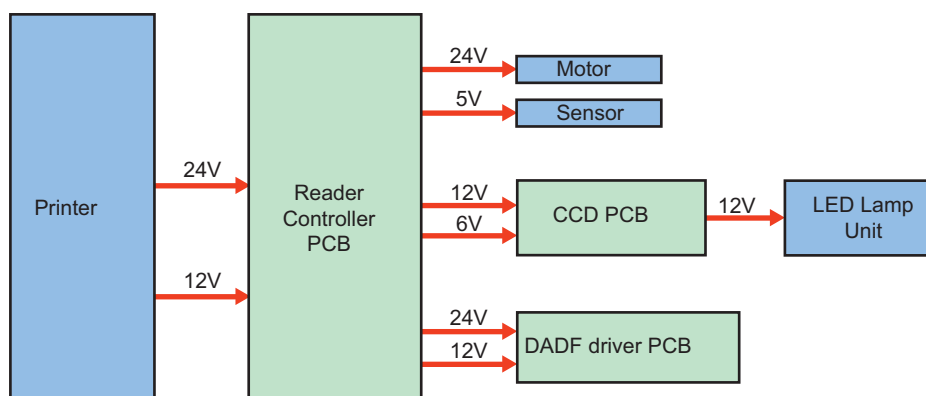 Printer
24V
12V
Reader
Controller
PCB
24V
Motor
5V
Sensor
12V
6V
CCD PCB
12V
LED Lamp
Unit
24V
12V
DADF driver PCB